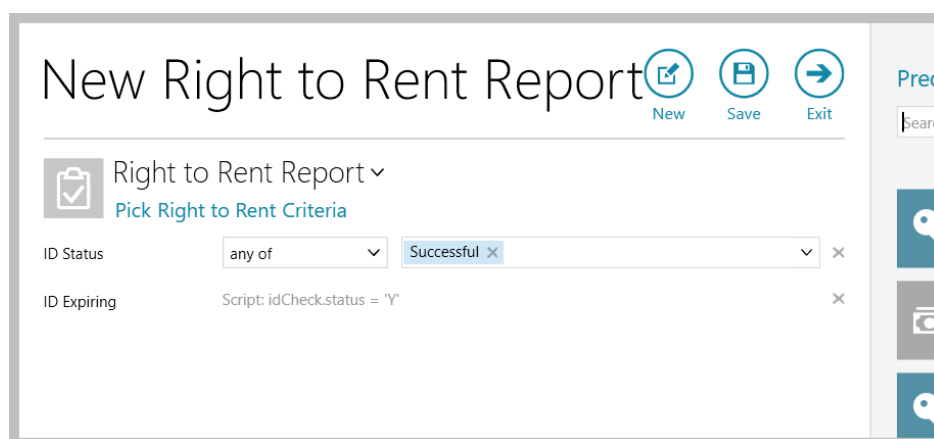 New Right to Rent Report
New
Save
Exit
Right to Rent Report
Pick Right to Rent Criteria
ID Status
any of
Successful
ID Expiring
Script: idCheck.status = 'Y'